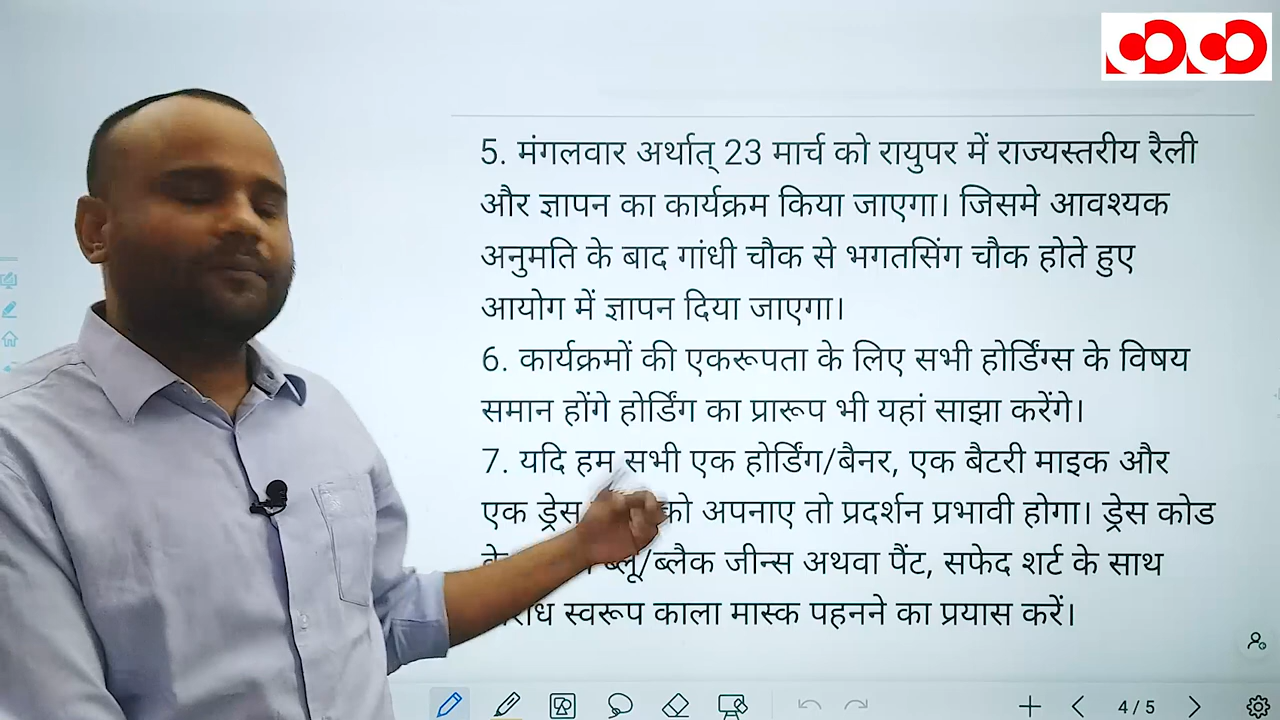 5. मंगलवार अर्थात् 23 मार्च को रायुपर में राज्यस्तरीय रैली
और ज्ञापन का कार्यक्रम किया जाएगा। जिसमे आवश्यक
अनुमति के बाद गांधी चौक से भगतसिंग चौक होते हुए
आयोग में ज्ञापन दिया जाएगा।
6. कार्यक्रमों की एकरूपता के लिए सभी होर्डिंग्स के विषय
समान होंगे होर्डिंग का प्रारूप भी यहां साझा करेंगे।
7. यदि हम सभी एक होर्डिंग/बैनर, एक बैटरी माइक और
एक ड्रेस को अपनाए तो प्रदर्शन प्रभावी होगा। ड्रेस कोड
ब्लू/ब्लैक जीन्स अथवा पैंट, सफेद शर्ट के साथ
स्वरूप काला मास्क पहनने का प्रयास करें।
4/5